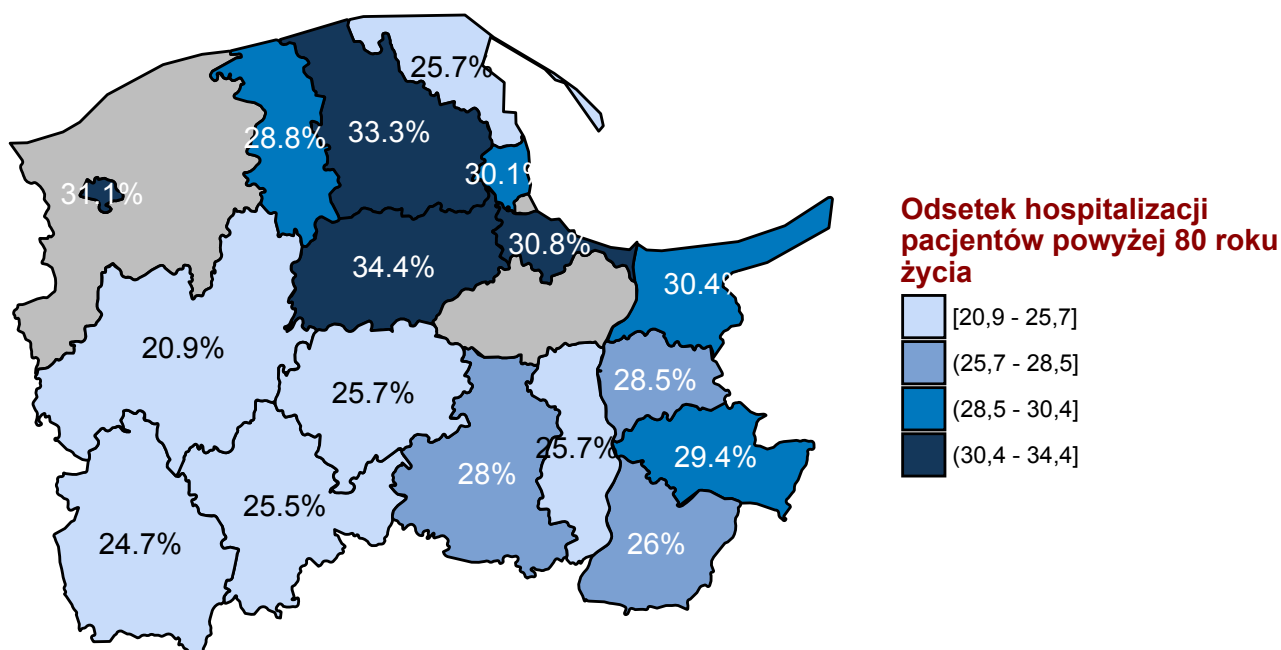 25.7%
28.8%
33.3%
30.1%
31.1%
30.8%
34.4%
30.4%
20.9%
25.7%
28.5%
25.7%
29.4%
28%
25.5%
24.7%
26%
Odsetek hospitalizacji
pacjentów powyżej 80 roku
życia
[20,9 - 25,7]
(25,7 - 28,5]
(28,5 - 30,4]
(30,4 - 34,4]